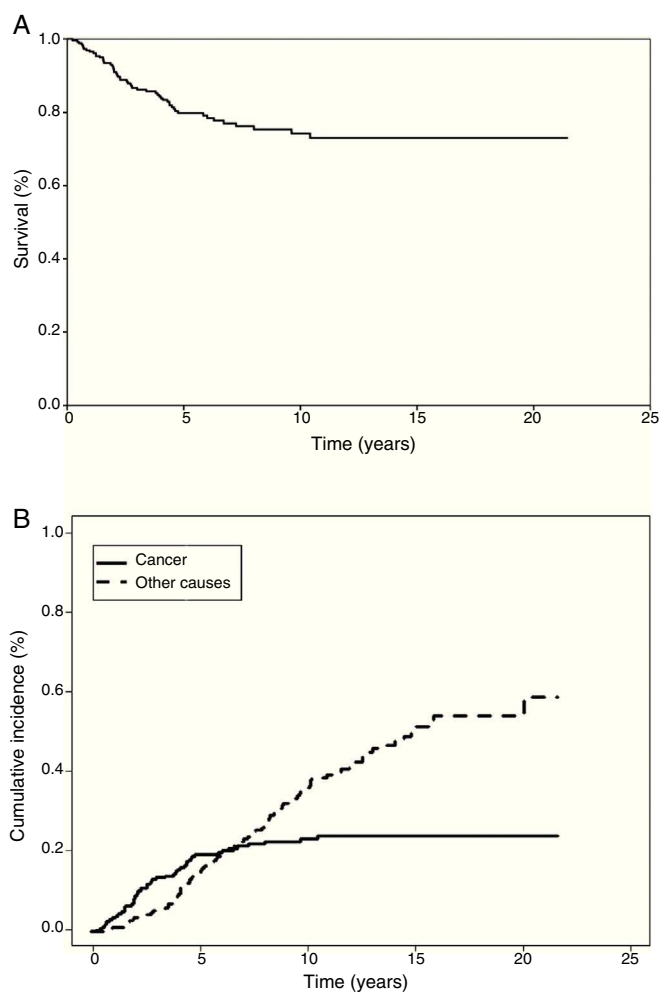 A
1.0
0.8
0.6
0.4
0.2
0.0
Survival (%)
0 5 10 15 20 25
Time (years)
B
1.0
0.8
0.6
0.4
0.2
0.0
Cumulative incidence (%)
Cancer
Other causes
0 5 10 15 20 25
Time (years)